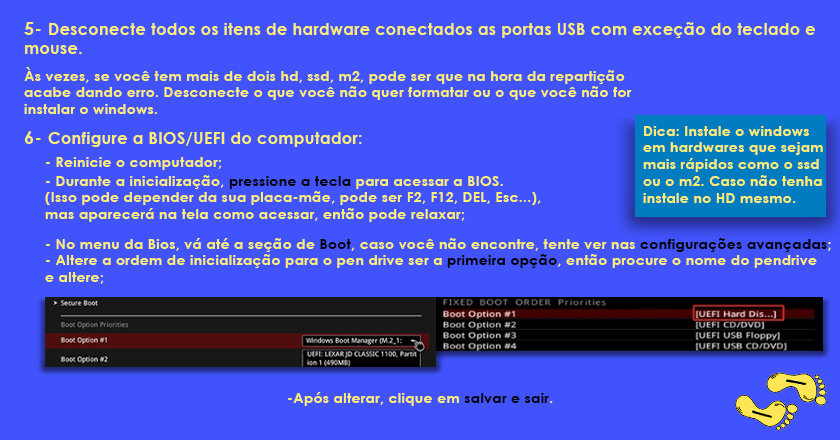 5- Desconecte todos os itens de hardware conectados as portas USB com exceção do teclado e
mouse.
Às vezes, se você tem mais de dois hd, ssd, m2, pode ser que na hora da repartição
acabe dando erro. Desconecte o que você não quer formatar ou o que você não for
instalar o windows.
6- Configure a BIOS/UEFI do computador:
- Reinicie o computador;
- Durante a inicialização, pressione a tecla para acessar a BIOS.
(Isso pode depender da sua placa-mãe, pode ser F2, F12, DEL, Esc...),
mas aparecerá na tela como acessar, então pode relaxar;
Dica: Instale o windows
em hardwares que sejam
mais rápidos como o ssd
ou o m2. Caso não tenha
instale no HD mesmo.
- No menu da Bios, vá até a seção de Boot, caso você não encontre, tente ver nas configurações avançadas;
- Altere a ordem de inicialização para o pen drive ser a primeira opção, então procure o nome do pendrive
e altere;
Secure Boot
Boot Option Priorities
Boot Option #1 Windows Boot Manager (M.2_1:
Boot Option #2 UEFI: LEXAR JD CLASSIC 1100, Partit
ion 1 (490MB)
FIXED BOOT ORDER Priorities
Boot Option #1 [UEFI Hard Dis...]
Boot Option #2 [UEFI CD/DVD]
Boot Option #3 [UEFI USB Floppy]
Boot Option #4 [UEFI USB CD/DVD]
-Após alterar, clique em salvar e sair.